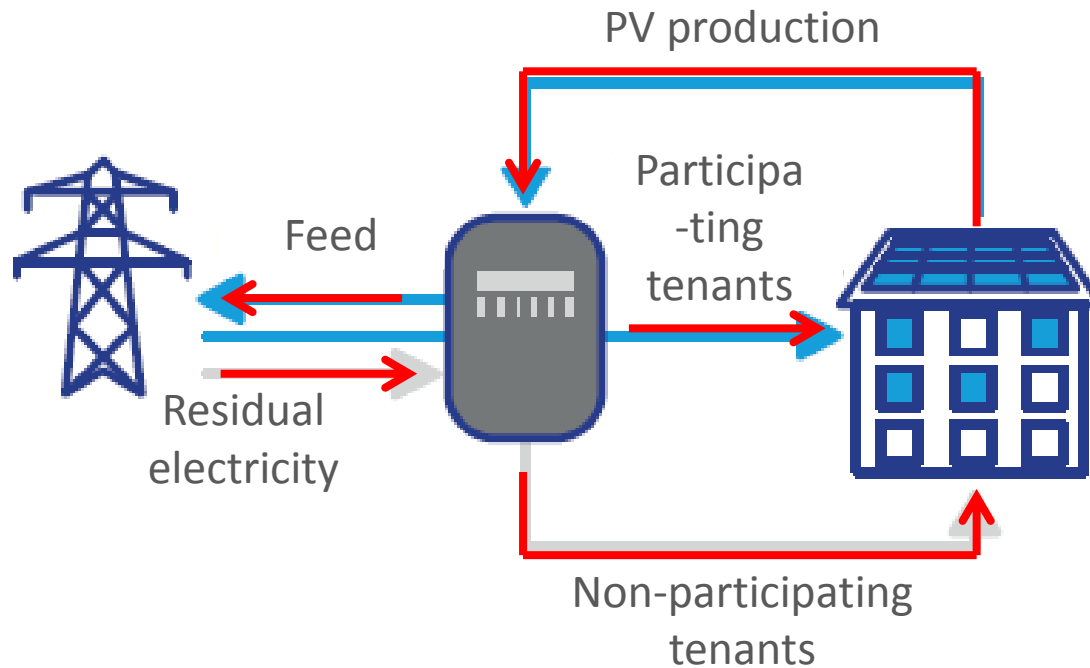 PV production
Participa
-ting
tenants
Feed
Residual
electricity
Non-participating
tenants